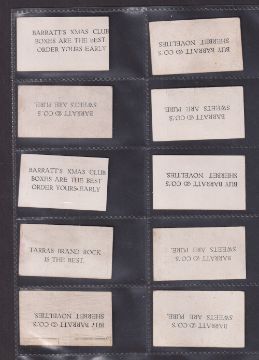 BARRATT'S XMAS CLUB
BOXES ARE THE BEST
ORDER YOURS EARLY
BUY BARRATT & CO'S
SHERBET NOVELTIES
BARRATT & CO'S
SWEETS ARE PURE.
BARRATT & CO'S
SWEETS ARE PURE.
BARRATT'S XMAS CLUB
BOXES ARE THE BEST
ORDER YOURS EARLY
BUY BARRATT & CO'S
SHERBET NOVELTIES.
TARRAS BRAND ROCK
IS THE BEST.
BARRATT & CO'S
SWEETS ARE PURE.
BUY BARRATT & CO'S
SHERBET NOVELTIES.
BARRATT & CO'S
SWEETS ARE PURE.